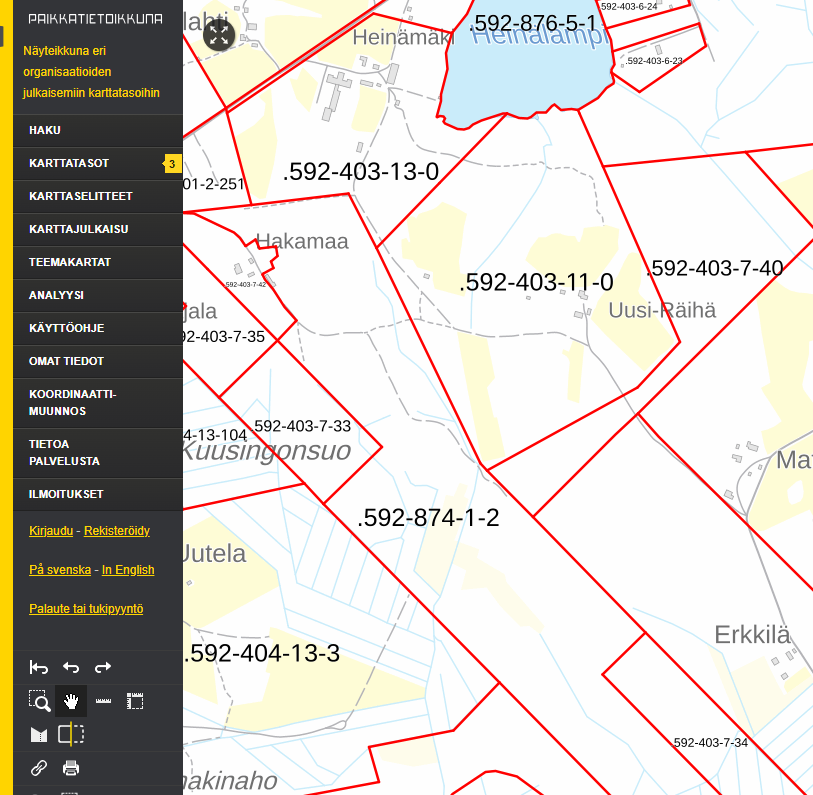 PAIKKATIETOIKKUNA
Näyteikkuna eri
organisaatioiden
julkaisemiin karttatasoihin
HAKU
KARTTATASOT
3
KARTTASELITTEET
KARTTAJULKAISU
TEEMAKARTAT
ANALYYSI
KÄYTTÖOHJE
OMAT TIEDOT
KOORDINAATTI-
MUUNNOS
TIETOA
PALVELUSTA
ILMOITUKSET
Kirjaudu - Rekisteröidy
På svenska - In English
Palaute tai tukipyyntö
lahti
Heinämäki
.592-876-5-1
Heinälampi
592-403-6-24
.592-403-6-23
.592-403-13-0
01-2-251
Hakamaa
592-403-7-42
.592-403-11-0
.592-403-7-40
Uusi-Räihä
jala
92-403-7-35
592-403-7-33
4-13-104
Kuusingonsuo
Mat
.592-874-1-2
Uutela
Erkkilä
.592-404-13-3
592-403-7-34
makinaho